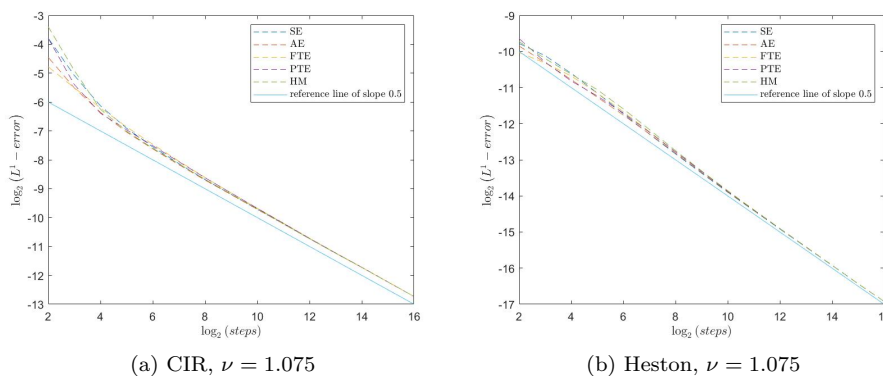 -3
-4
-5
-6
-7
-8
-9
-10
-11
-12
-13
2 4 6 8 10 12 14 16
log₂ (steps)
log₂ (L¹ − error)
SE
AE
FTE
PTE
HM
reference line of slope 0.5
(a) CIR, ν = 1.075
-9
-10
-11
-12
-13
-14
-15
-16
-17
2 4 6 8 10 12 14 16
log₂ (steps)
log₂ (L¹ − error)
SE
AE
FTE
PTE
HM
reference line of slope 0.5
(b) Heston, ν = 1.075